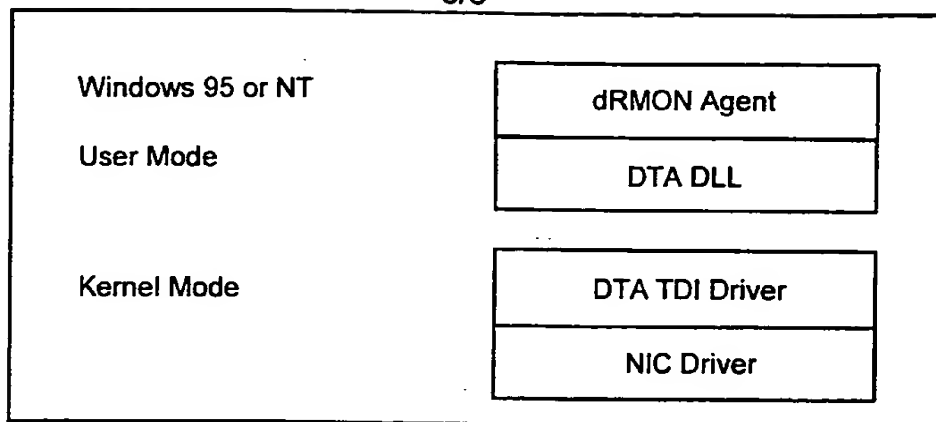 Windows 95 or NT
dRMON Agent
User Mode
DTA DLL
Kernel Mode
DTA TDI Driver
NIC Driver